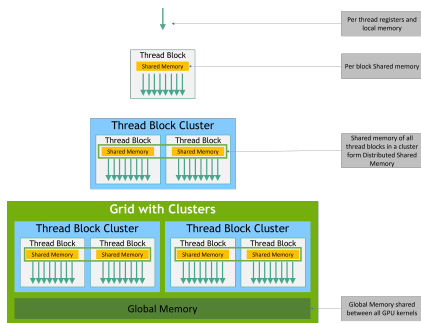 Per thread registers and
local memory
Thread Block
Shared Memory
Per block Shared memory
Thread Block Cluster
Thread Block
Thread Block
Shared Memory
Shared Memory
Shared memory of all
thread blocks in a cluster
form Distributed Shared
Memory
Grid with Clusters
Thread Block Cluster
Thread Block Cluster
Thread Block
Thread Block
Thread Block
Thread Block
Shared Memory
Shared Memory
Shared Memory
Shared Memory
Global Memory
Global Memory shared
between all GPU kernels